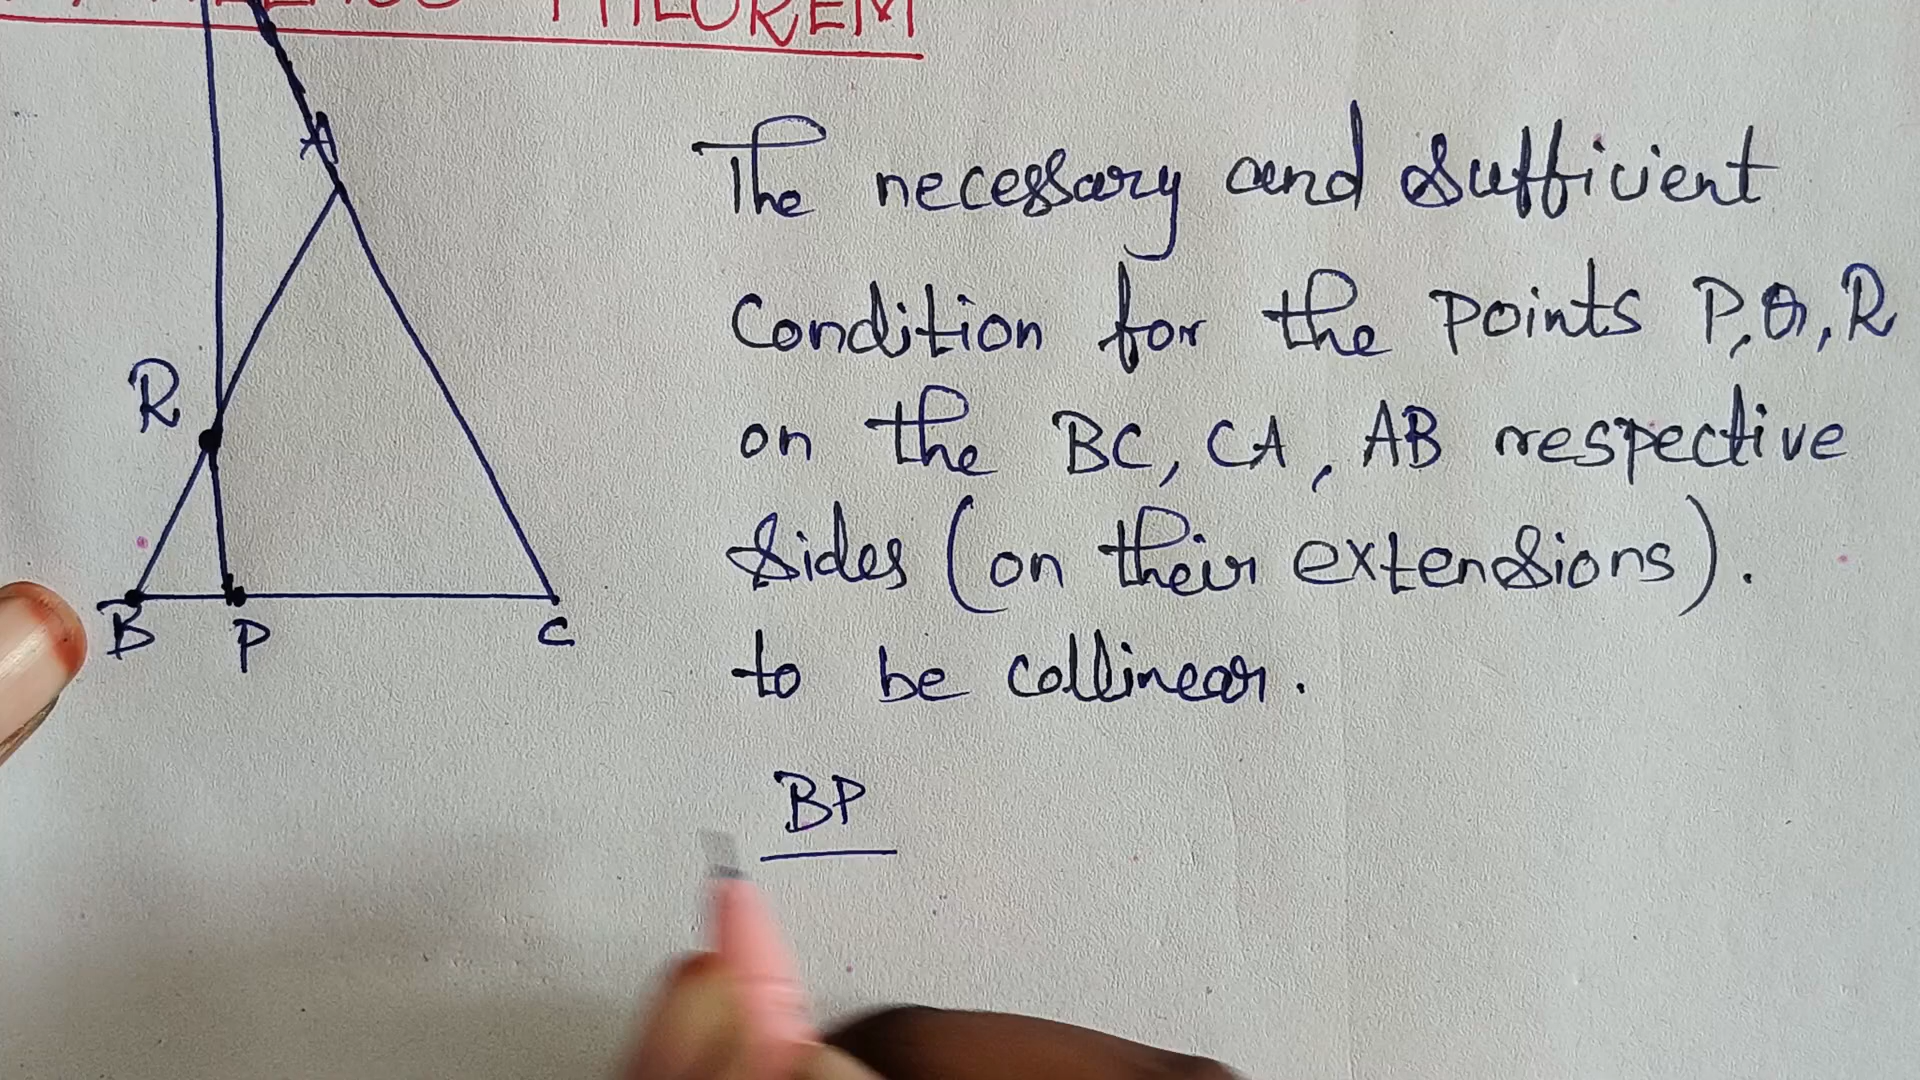 THEOREM
A
The necessary and sufficient
Condition for the points P, Q, R
on the BC, CA, AB respective
Sides (on their extensions).
to be collinear.
R
B P C
BP